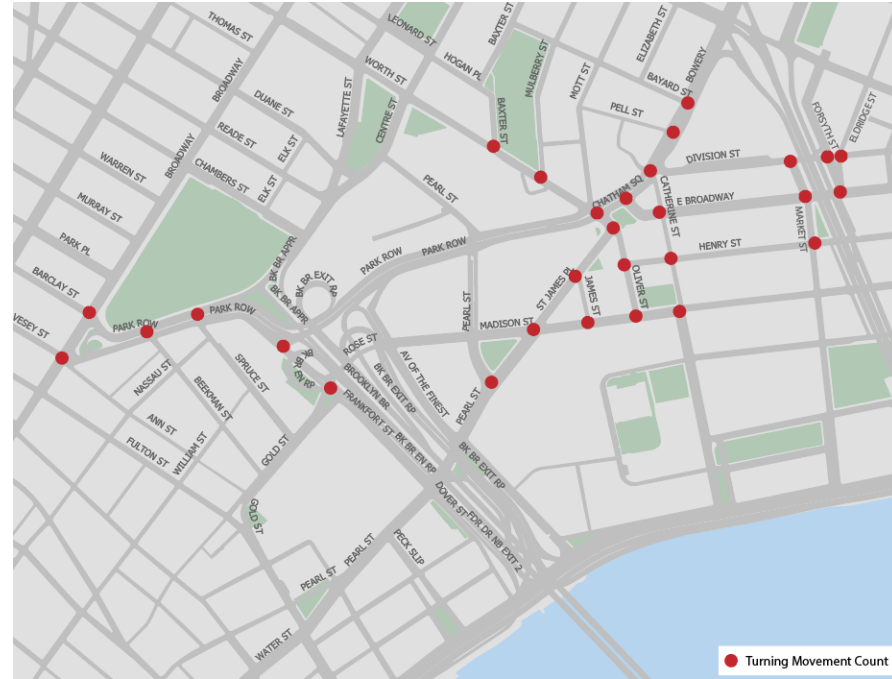 THOMAS ST
BROADWAY
LEONARD ST
BAXTER ST
ELIZABETH ST
BOWERY
WORTH ST
HOGAN PL
MULBERRY ST
MOTT ST
BAYARD ST
LAFAYETTE ST
CENTRE ST
DUANE ST
BAXTER ST
PELL ST
FORSYTH ST
ELDRIDGE ST
READE ST
ELK ST
BROADWAY
WARREN ST
CHAMBERS ST
ELK ST
PEARL ST
CHATHAM SQ
DIVISION ST
CATHERINE ST
E BROADWAY
MURRAY ST
PARK PL
BK BR APPR
PARK ROW
PARK ROW
HENRY ST
MARKET ST
BARCLAY ST
BK BR EXIT RP
BK BR APPR
ST JAMES PL
JAMES ST
OLIVER ST
VESEY ST
PARK ROW
PARK ROW
PEARL ST
MADISON ST
ROSE ST
NASSAU ST
SPRUCE ST
BEEKMAN ST
BK BR EN RP
BROOKLYN BR
BK BR EXIT RP
AV OF THE FINEST
PEARL ST
ANN ST
WILLIAM ST
FULTON ST
GOLD ST
FRANKFORT ST
BK BR EN RP
BK BR EXIT RP
GOLD ST
DOVER ST
FDR DR NB EXIT 2
PEARL ST
PECK SLIP
PEARL ST
WATER ST
Turning Movement Count